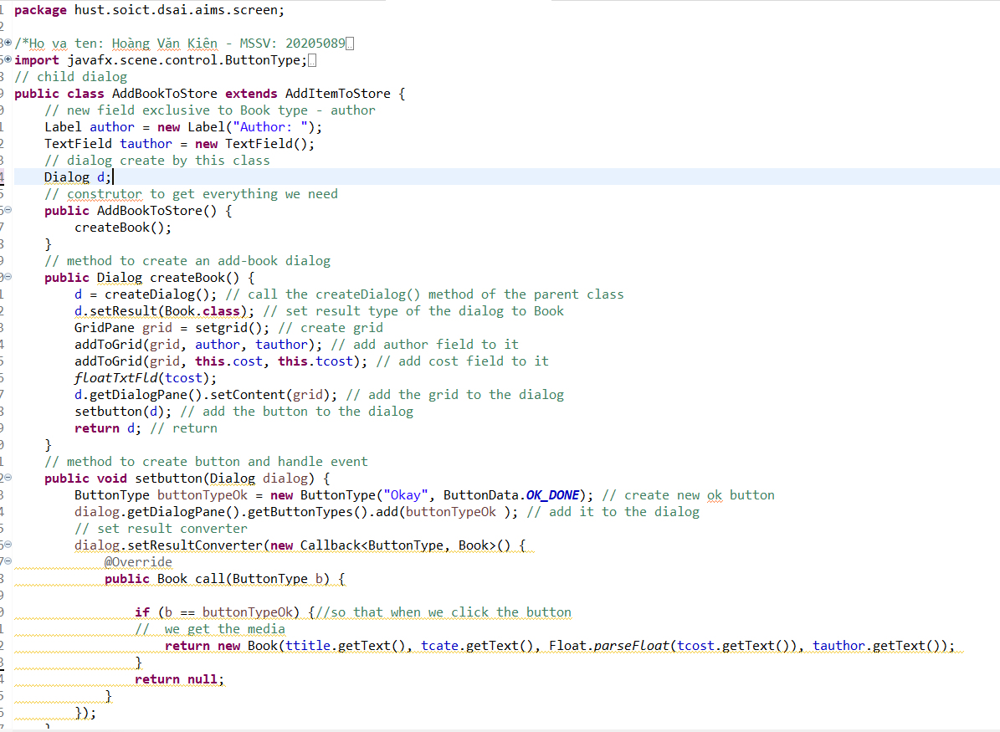 package hust.soict.dsai.aims.screen;
/*Ho va ten: Hoàng Văn Kiên - MSSV: 20205089
import javafx.scene.control.ButtonType;
// child dialog
public class AddBookToStore extends AddItemToStore {
// new field exclusive to Book type - author
Label author = new Label("Author: ");
TextField tauthor = new TextField();
// dialog create by this class
Dialog d;
// construtor to get everything we need
public AddBookToStore() {
createBook();
}
// method to create an add-book dialog
public Dialog createBook() {
d = createDialog(); // call the createDialog() method of the parent class
d.setResult(Book.class); // set result type of the dialog to Book
GridPane grid = setgrid(); // create grid
addToGrid(grid, author, tauthor); // add author field to it
addToGrid(grid, this.cost, this.tcost); // add cost field to it
floatTxtFld(tcost);
d.getDialogPane().setContent(grid); // add the grid to the dialog
setbutton(d); // add the button to the dialog
return d; // return
}
// method to create button and handle event
public void setbutton(Dialog dialog) {
ButtonType buttonTypeOk = new ButtonType("Okay", ButtonData.OK_DONE); // create new ok button
dialog.getDialogPane().getButtonTypes().add(buttonTypeOk ); // add it to the dialog
// set result converter
dialog.setResultConverter(new Callback<ButtonType, Book>() {
@Override
public Book call(ButtonType b) {
if (b == buttonTypeOk) {//so that when we click the button
// we get the media
return new Book(ttitle.getText(), tcate.getText(), Float.parseFloat(tcost.getText()), tauthor.getText());
}
return null;
}
});